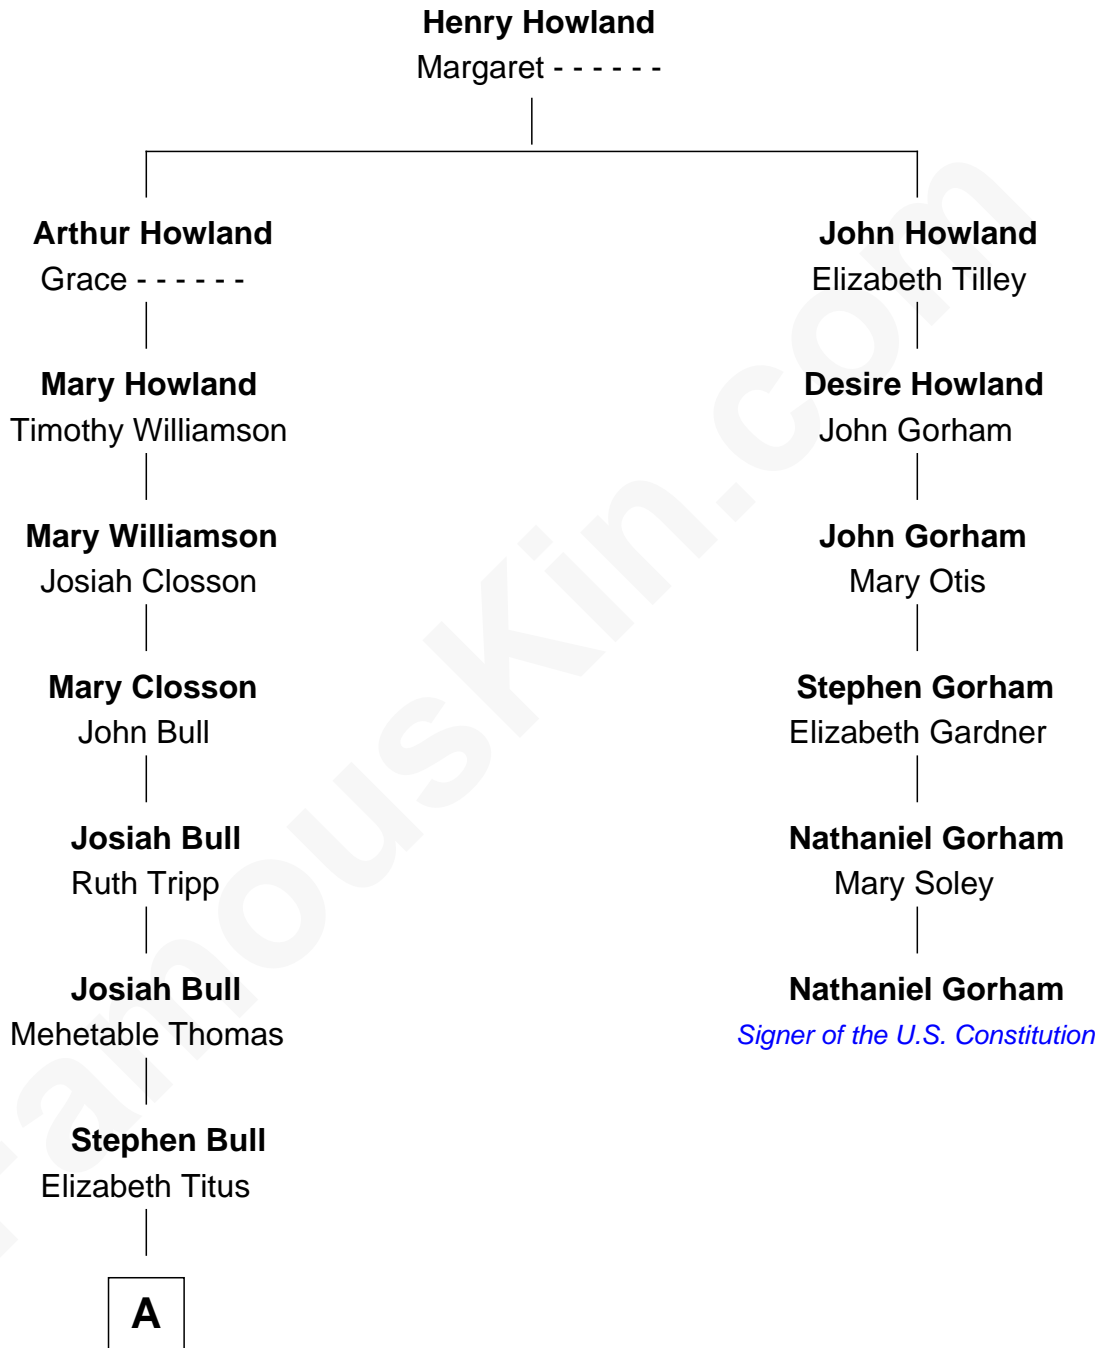 Henry Howland
Margaret - - - - - -
Arthur Howland
Grace - - - - - -
John Howland
Elizabeth Tilley
Mary Howland
Timothy Williamson
Desire Howland
John Gorham
Mary Williamson
Josiah Closson
John Gorham
Mary Otis
Mary Closson
John Bull
Stephen Gorham
Elizabeth Gardner
Josiah Bull
Ruth Tripp
Nathaniel Gorham
Mary Soley
Josiah Bull
Mehetable Thomas
Nathaniel Gorham
Signer of the U.S. Constitution
Stephen Bull
Elizabeth Titus
A
FamousKin.com